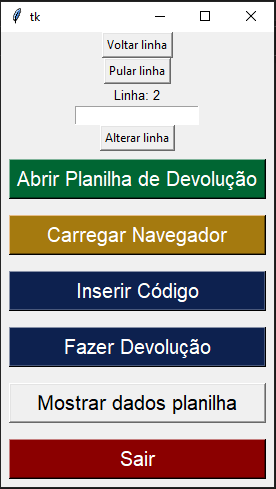 tk
Voltar linha
Pular linha
Linha: 2
Alterar linha
Abrir Planilha de Devolução
Carregar Navegador
Inserir Código
Fazer Devolução
Mostrar dados planilha
Sair